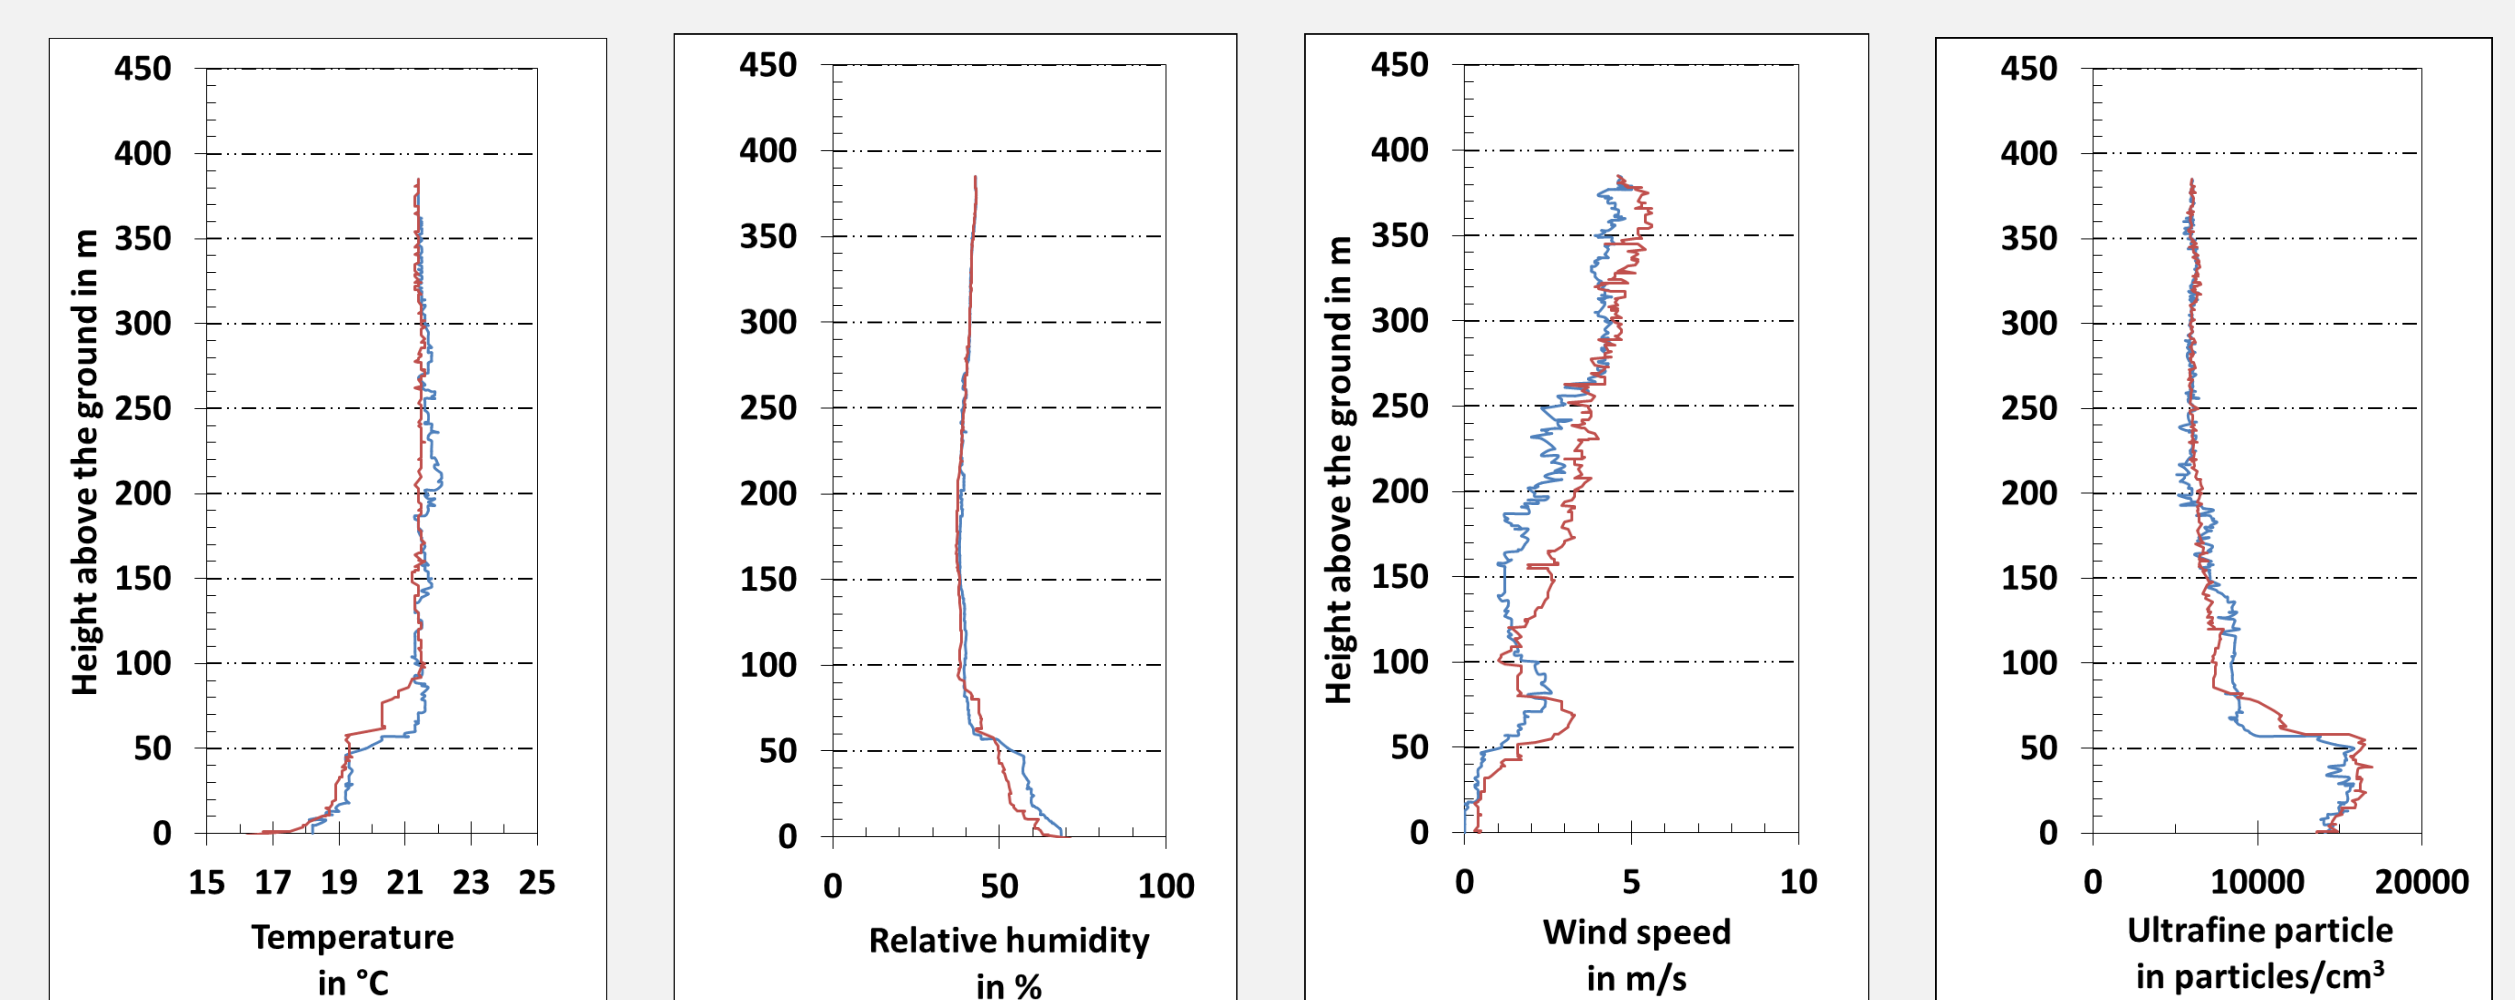 450
400
350
300
250
200
150
100
50
0
Height above the ground in m
15 17 19 21 23 25
Temperature
in °C
450
400
350
300
250
200
150
100
50
0
0 50 100
Relative humidity
in %
450
400
350
300
250
200
150
100
50
0
Height above the ground in m
0 5 10
Wind speed
in m/s
450
400
350
300
250
200
150
100
50
0
0 10000 20000
Ultrafine particle
in particles/cm³